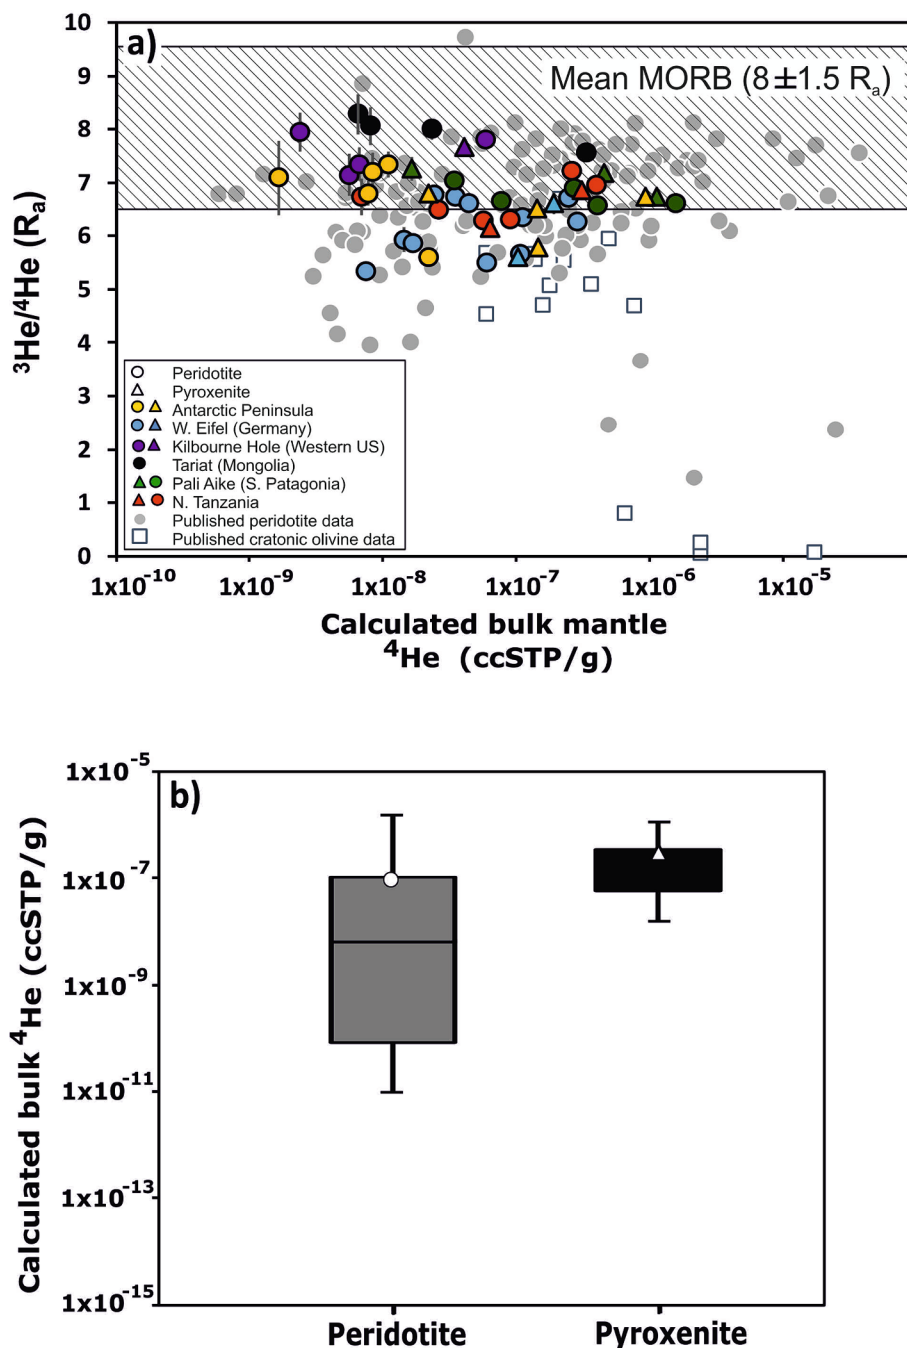 a)
Mean MORB (8±1.5 Rₐ)
³He/⁴He (Rₐ)
10
9
8
7
6
5
4
3
2
1
0
Peridotite
Pyroxenite
Antarctic Peninsula
W. Eifel (Germany)
Kilbourne Hole (Western US)
Tariat (Mongolia)
Pali Aike (S. Patagonia)
N. Tanzania
Published peridotite data
Published cratonic olivine data
1x10⁻¹⁰ 1x10⁻⁹ 1x10⁻⁸ 1x10⁻⁷ 1x10⁻⁶ 1x10⁻⁵
Calculated bulk mantle
⁴He (ccSTP/g)
b)
Calculated bulk ⁴He (ccSTP/g)
1x10⁻⁵
1x10⁻⁷
1x10⁻⁹
1x10⁻¹¹
1x10⁻¹³
1x10⁻¹⁵
Peridotite Pyroxenite